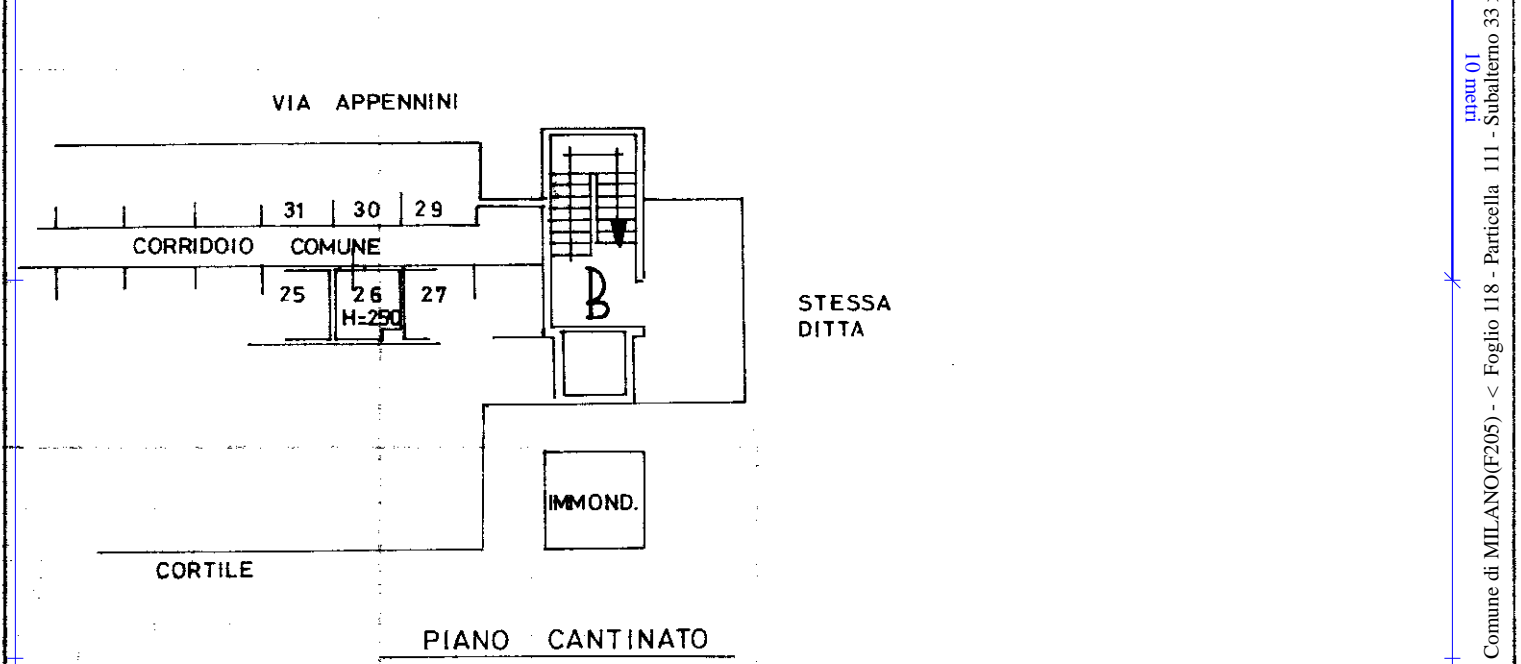 VIA APPENNINI
31 30 29
CORRIDOIO COMUNE
25 26 27
H=250
B
STESSA
DITTA
IMMOND.
CORTILE
PIANO CANTINATO
10 metri
Comune di MILANO(F205) - < Foglio 118 - Particella 111 - Subalterno 33